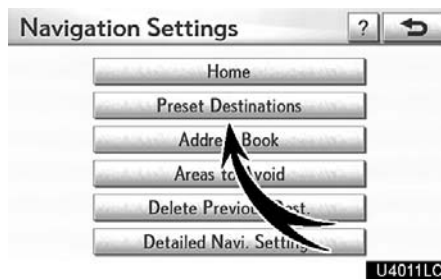 Navigation Settings ?
Home
Preset Destinations
Address Book
Areas to Avoid
Delete Previous Dest.
Detailed Navi. Settings
U4011LC